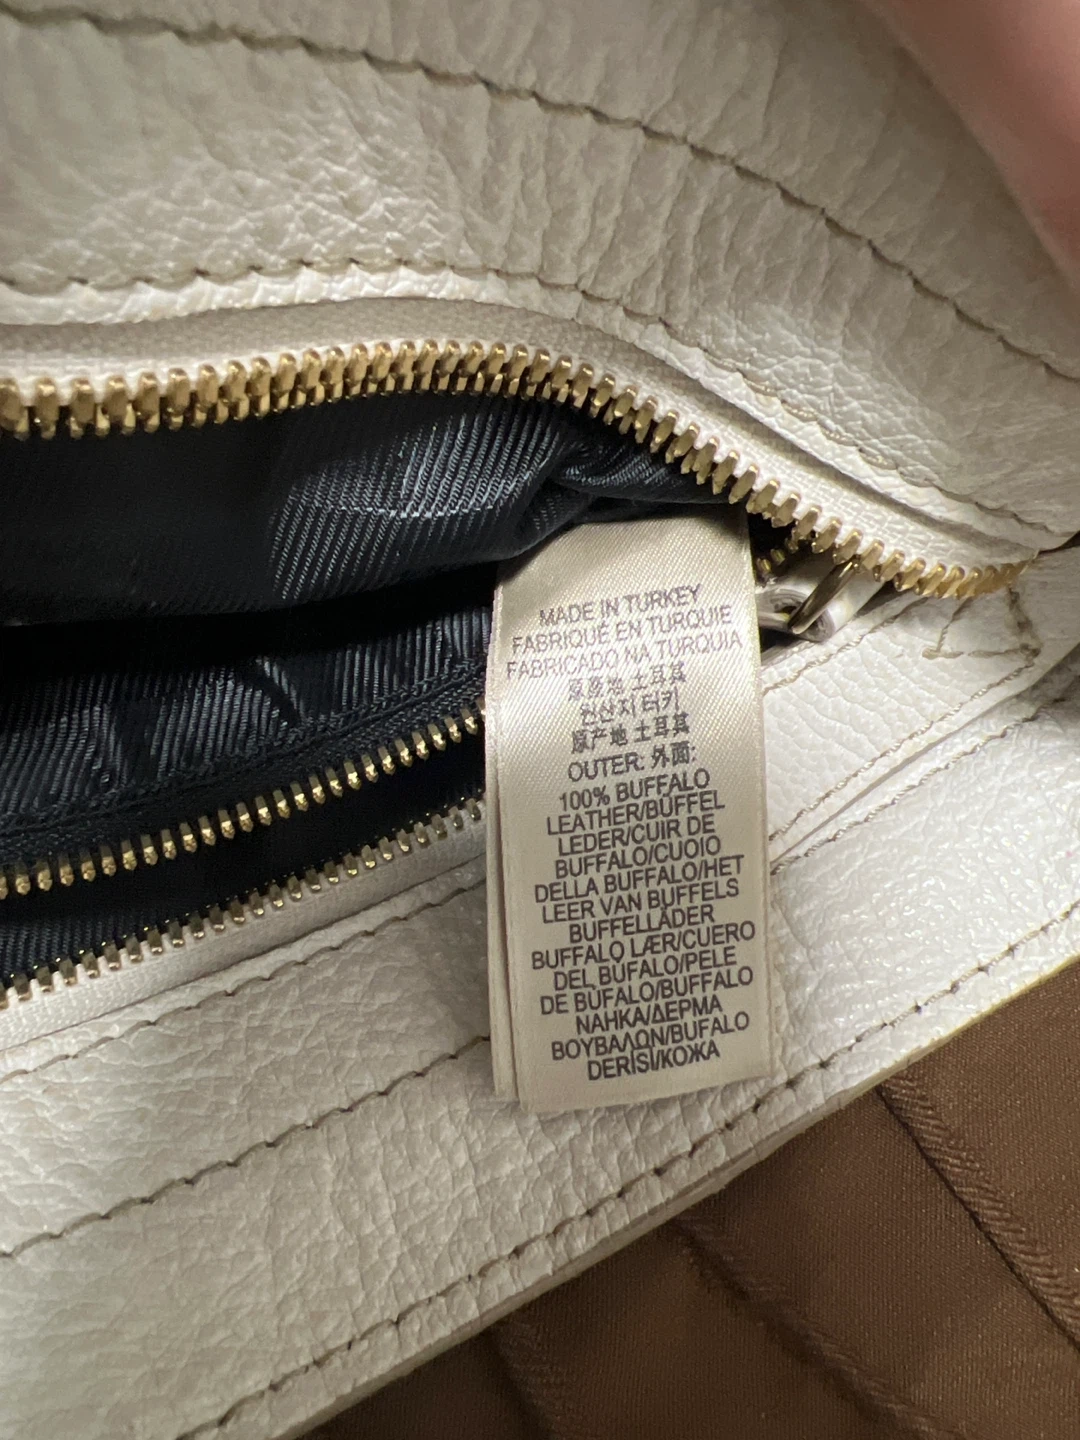 MADE IN TURKEY
FABRIQUÉ EN TURQUIE
FABRICADO NA TURQUIA
原產地 土耳其
원산지 터키
原产地 土耳其
OUTER: 外面:
100% BUFFALO
LEATHER/BÜFFEL
LEDER/CUIR DE
BUFFALO/CUOIO
DELLA BUFFALO/HET
LEER VAN BUFFELS
BUFFELLÄDER
BUFFALO LÆR/CUERO
DEL BÚFALO/PELE
DE BÚFALO/BUFFALO
NAHKA/ΔΕΡΜΑ
ΒΟΥΒΑΛΩΝ/BUFALO
DERİSİ/КОЖА